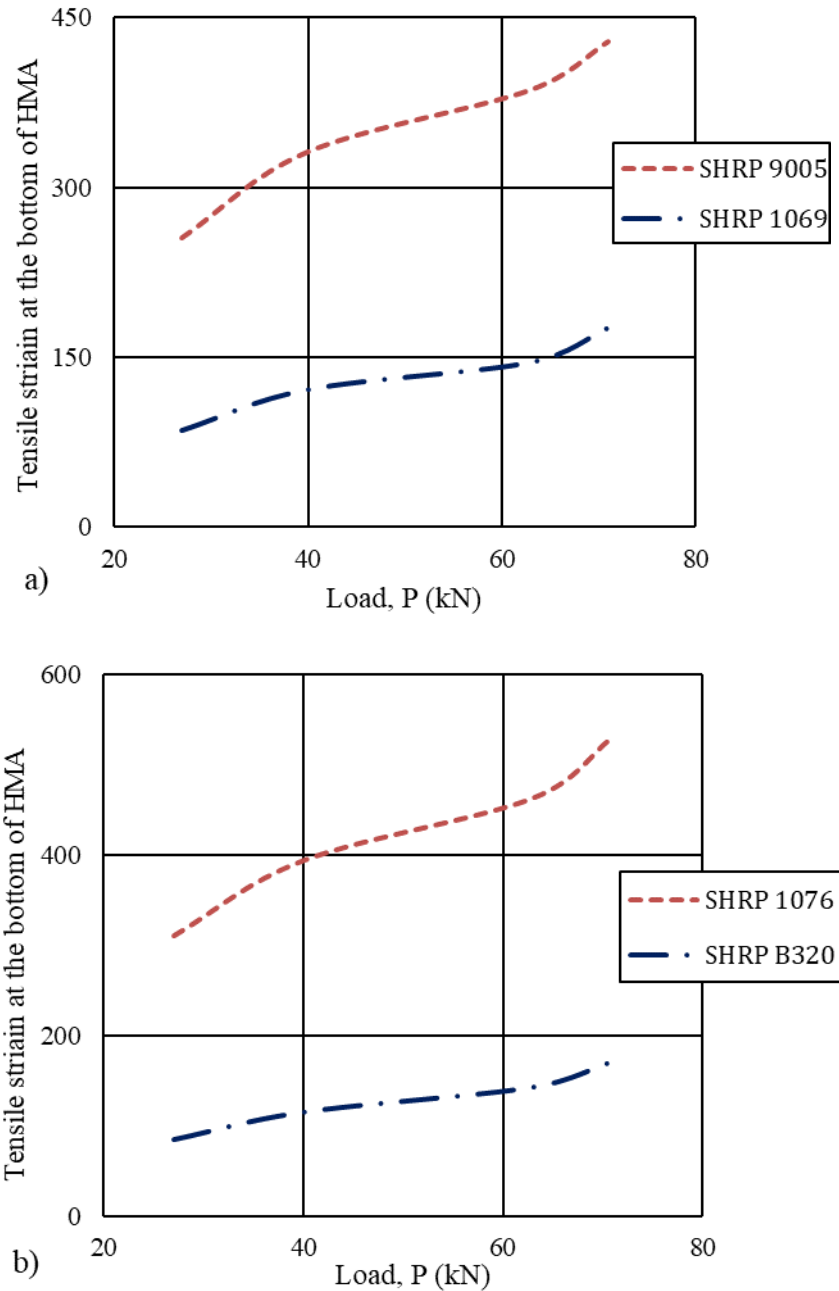 450
300
150
0
Tensile striain at the bottom of HMA
SHRP 9005
SHRP 1069
20 40 60 80
a)
Load, P (kN)
600
400
200
0
Tensile striain at the bottom of HMA
SHRP 1076
SHRP B320
20 40 60 80
b)
Load, P (kN)